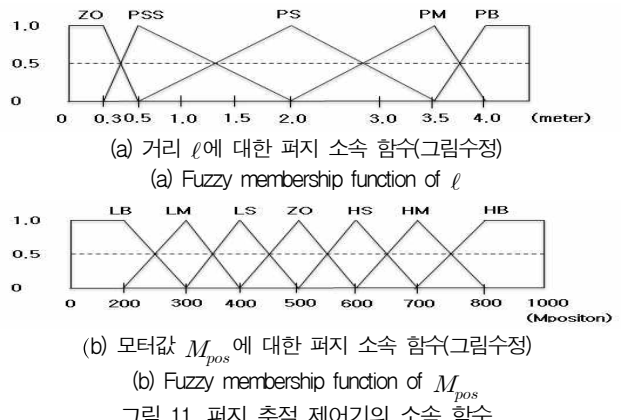 ZO PSS PS PM PB
1.0
0.5
0
0 0.3 0.5 1.0 1.5 2.0 3.0 3.5 4.0 (meter)
(a) 거리 ℓ에 대한 퍼지 소속 함수(그림수정)
(a) Fuzzy membership function of ℓ
LB LM LS ZO HS HM HB
1.0
0.5
0
0 200 300 400 500 600 700 800 1000
(Mpositon)
(b) 모터값 M_pos에 대한 퍼지 소속 함수(그림수정)
(b) Fuzzy membership function of M_pos
그림 11. 퍼지 추적 제어기의 소속 함수